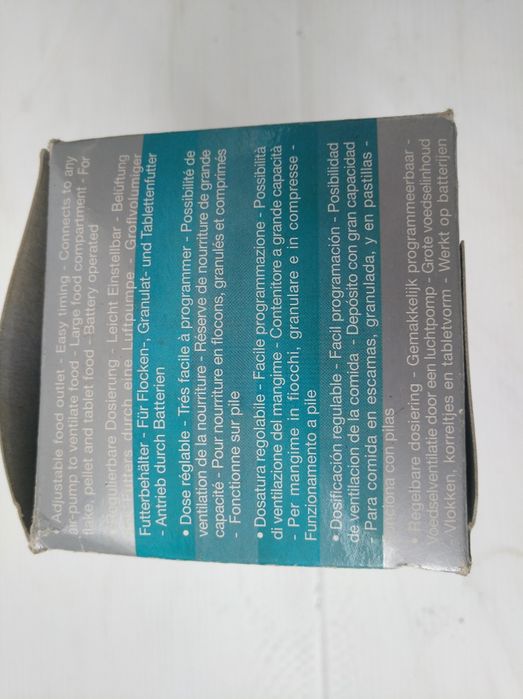 Adjustable food outlet - Easy timing - Connects to any
air-pump to ventilate food - Large food compartment - For
flake, pellet and tablet food - Battery operated
Regulierbare Dosierung - Leicht Einstellbar - Belüftung
des Futters durch eine Luftpumpe - Großvolumiger
Futterbehälter - Für Flocken-, Granulat- und Tablettenfutter
- Antrieb durch Batterien
• Dose réglable - Trés facile à programmer - Possibilité de
ventilation de la nourriture - Réserve de nourriture de grande
capacité - Pour nourriture en flocons, granulés et comprimés
- Fonctionne sur pile
• Dosatura regolabile - Facile programmazione - Possibilità
di ventilazione del mangime - Contenitore a grande capacità
- Per mangime in fiocchi, granulare e in compresse -
Funzionamento a pile
• Dosificación regulable - Facil programación - Posibilidad
de ventilacion de la comida - Depósito con gran capacidad
- Para comida en escamas, granulada, y en pastillas -
con pilas
• Regelbare dosiering - Gemakkelijk programmeerbaar -
Voedselventilatie door een luchtpomp - Grote voedselinhoud
Vlokken, korreltjes en tabletvorm - Werkt op batterijen